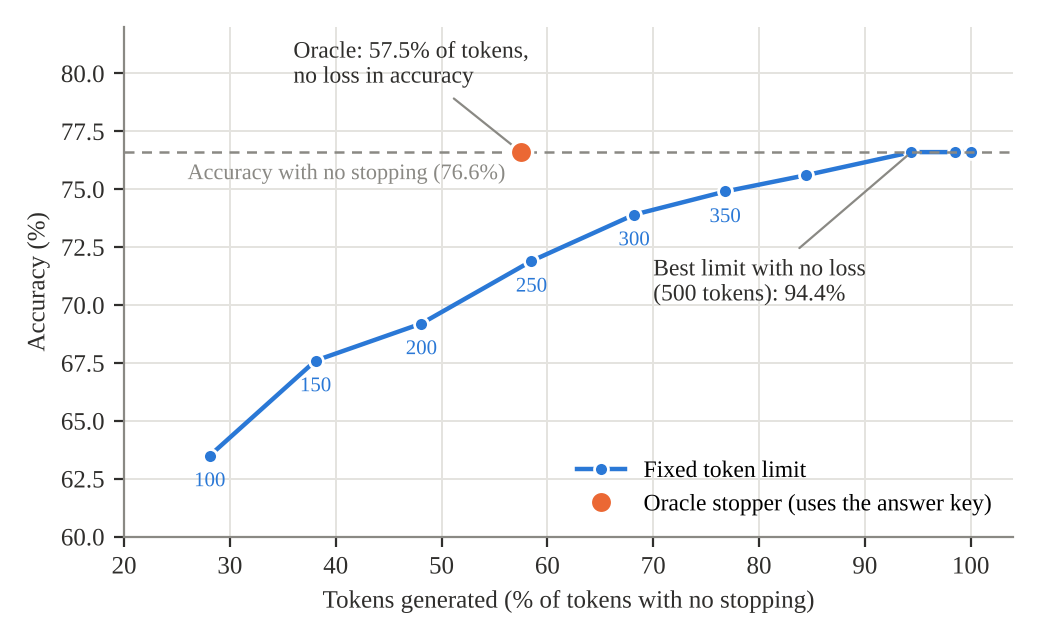 Oracle: 57.5% of tokens,
no loss in accuracy
80.0
77.5
Accuracy with no stopping (76.6%)
75.0
350
300
72.5
Best limit with no loss
(500 tokens): 94.4%
250
70.0
200
67.5
150
65.0
100
62.5
60.0
Accuracy (%)
Fixed token limit
Oracle stopper (uses the answer key)
20 30 40 50 60 70 80 90 100
Tokens generated (% of tokens with no stopping)